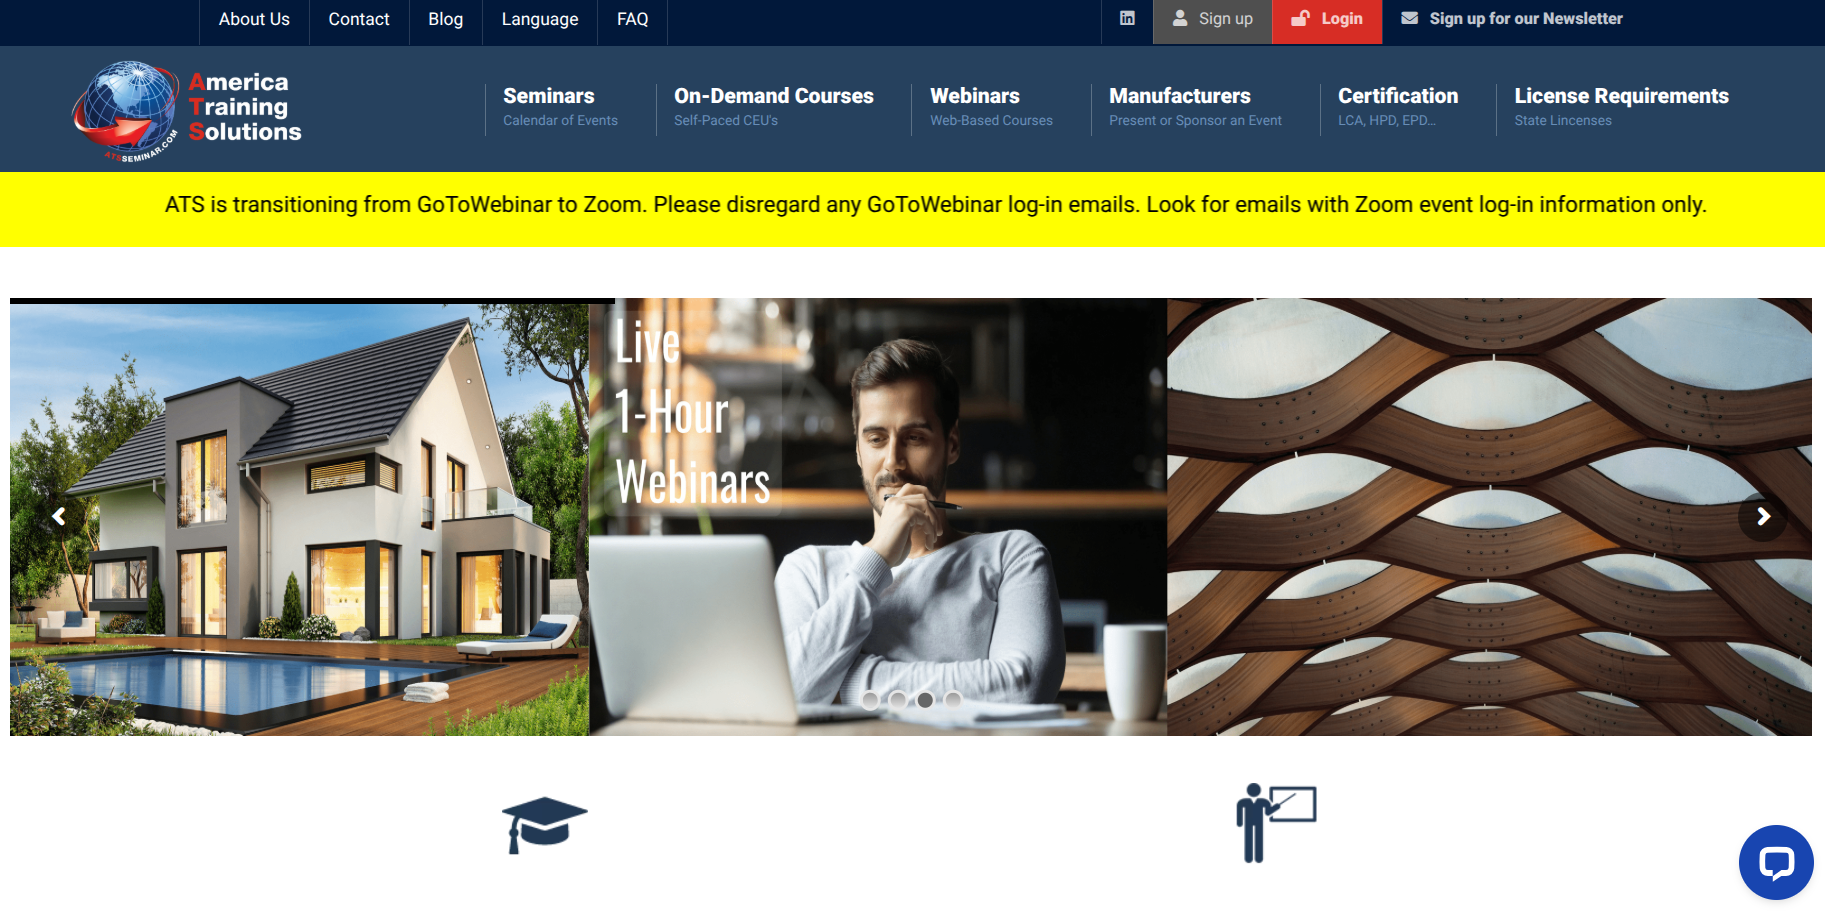 About Us
Contact
Blog
Language
FAQ
in
Sign up
Login
Sign up for our Newsletter
America
Training
Solutions
ATSSEMINAR.COM
Seminars
Calendar of Events
On-Demand Courses
Self-Paced CEU's
Webinars
Web-Based Courses
Manufacturers
Present or Sponsor an Event
Certification
LCA, HPD, EPD...
License Requirements
State Lincenses
ATS is transitioning from GoToWebinar to Zoom. Please disregard any GoToWebinar log-in emails. Look for emails with Zoom event log-in information only.
Live
1-Hour
Webinars